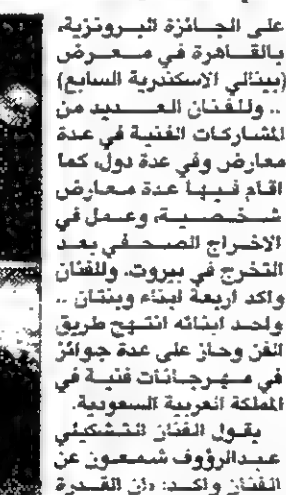 على الجائزة البرونزية
بالقاهرة في معرض
(بينالي الاسكندرية السابع)
.. وللفنان العديد من
المشاركات الفنية في عدة
معارض وفي عدة دول، كما
اقام فيها عدة معارض
شخصية، وعمل في
الاخراج الصحفي بعد
التخرج في بيروت، وللفنان
واكد اربعة ابناء وبنتان ..
واحد ابنائه انتهج طريق
الفن وحاز على عدة جوائز
في مهرجانات فنية في
المملكة العربية السعودية.
يقول الفنان التشكيلي
عبدالرؤوف شمعون عن
الفنان واكد: «ان القدرة